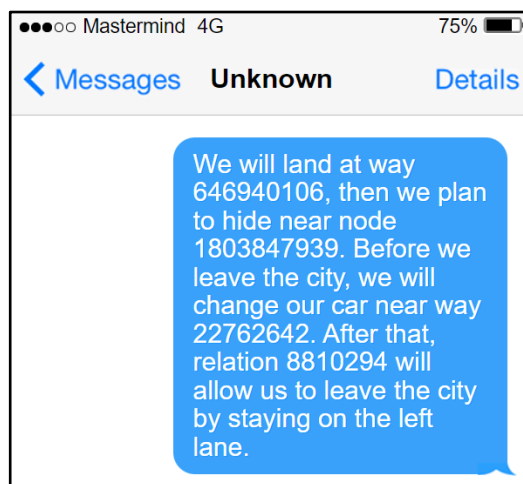 ●●●○○ Mastermind 4G 75%
Messages Unknown Details
We will land at way
646940106, then we plan
to hide near node
1803847939. Before we
leave the city, we will
change our car near way
22762642. After that,
relation 8810294 will
allow us to leave the city
by staying on the left
lane.